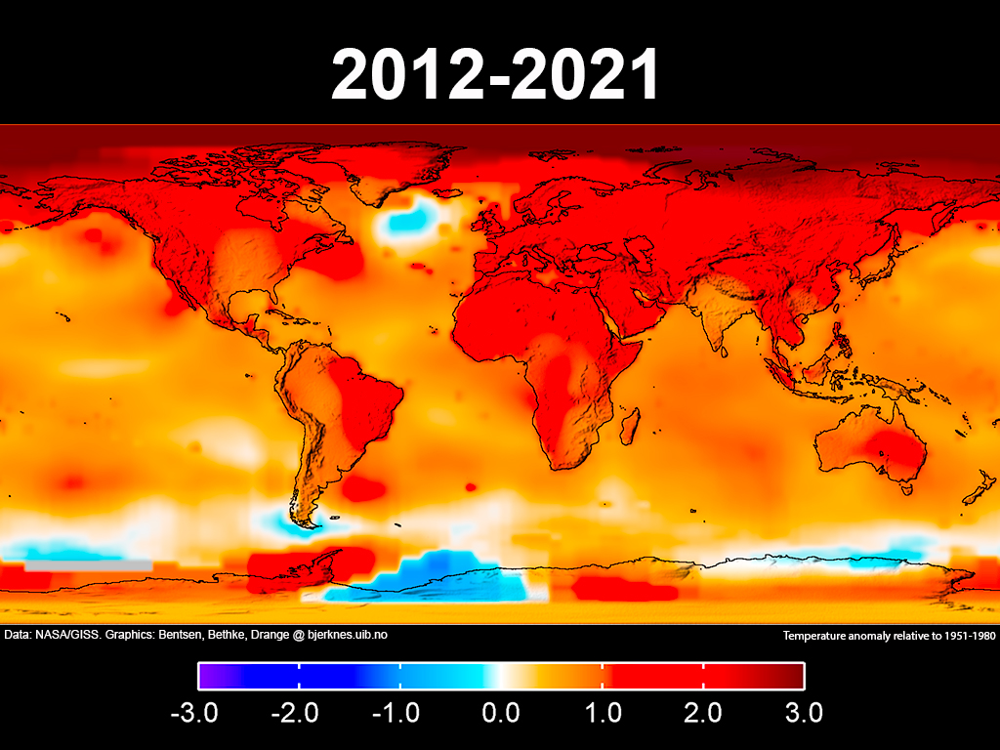 2012-2021
Data: NASA/GISS. Graphics: Bentsen, Bethke, Drange @ bjerknes.uib.no
Temperature anomaly relative to 1951-1980
-3.0 -2.0 -1.0 0.0 1.0 2.0 3.0